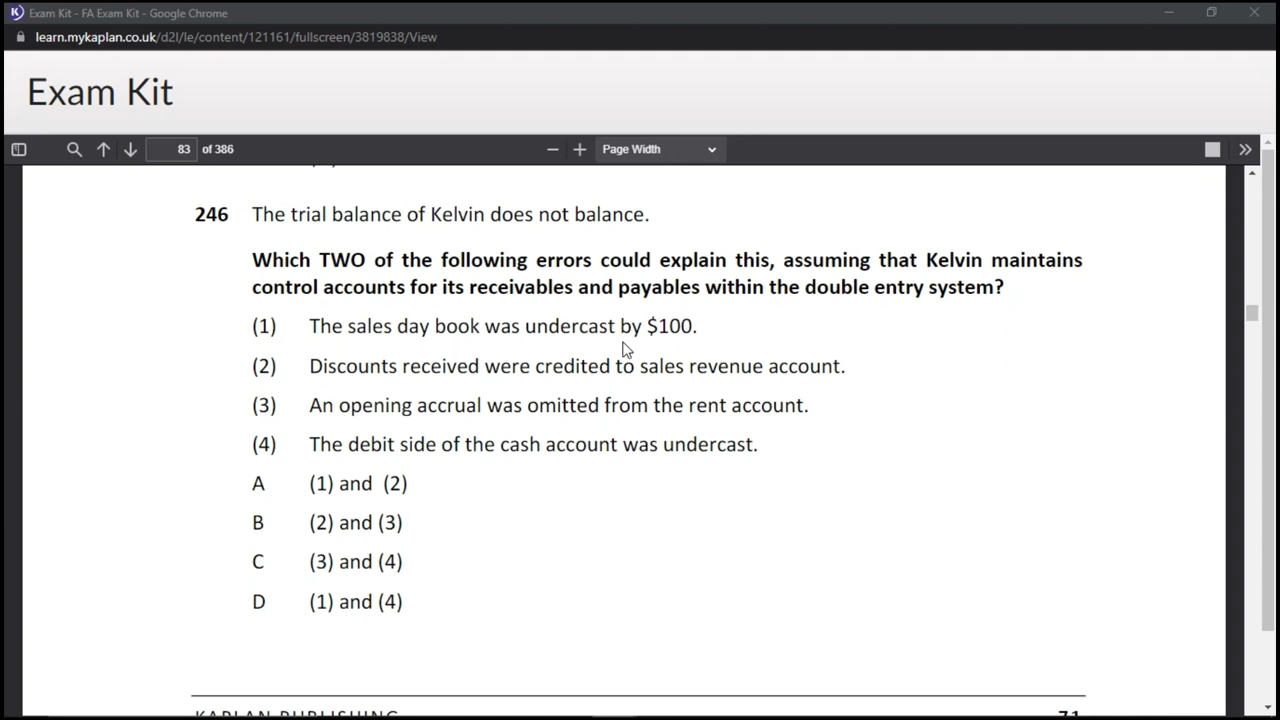 Exam Kit - FA Exam Kit - Google Chrome
learn.mykaplan.co.uk/d2l/le/content/121161/fullscreen/3819838/View
Exam Kit
83 of 386 Page Width
246 The trial balance of Kelvin does not balance.
Which TWO of the following errors could explain this, assuming that Kelvin maintains
control accounts for its receivables and payables within the double entry system?
(1) The sales day book was undercast by $100.
(2) Discounts received were credited to sales revenue account.
(3) An opening accrual was omitted from the rent account.
(4) The debit side of the cash account was undercast.
A (1) and (2)
B (2) and (3)
C (3) and (4)
D (1) and (4)
KAPLAN PUBLISHING 71